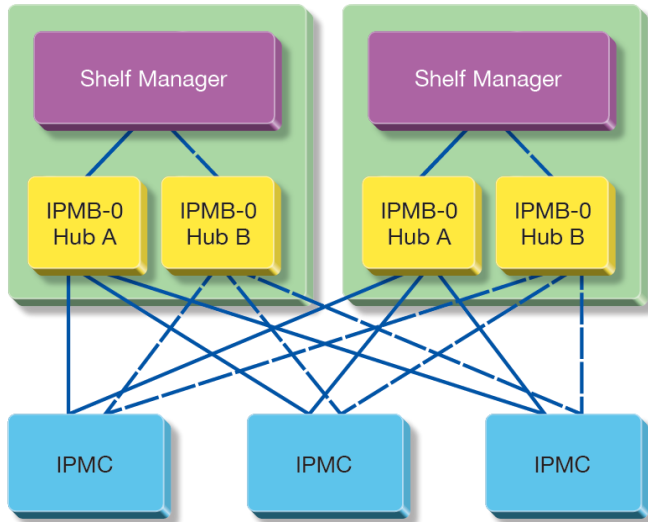 Shelf Manager
Shelf Manager
IPMB-0
Hub A
IPMB-0
Hub B
IPMB-0
Hub A
IPMB-0
Hub B
IPMC
IPMC
IPMC